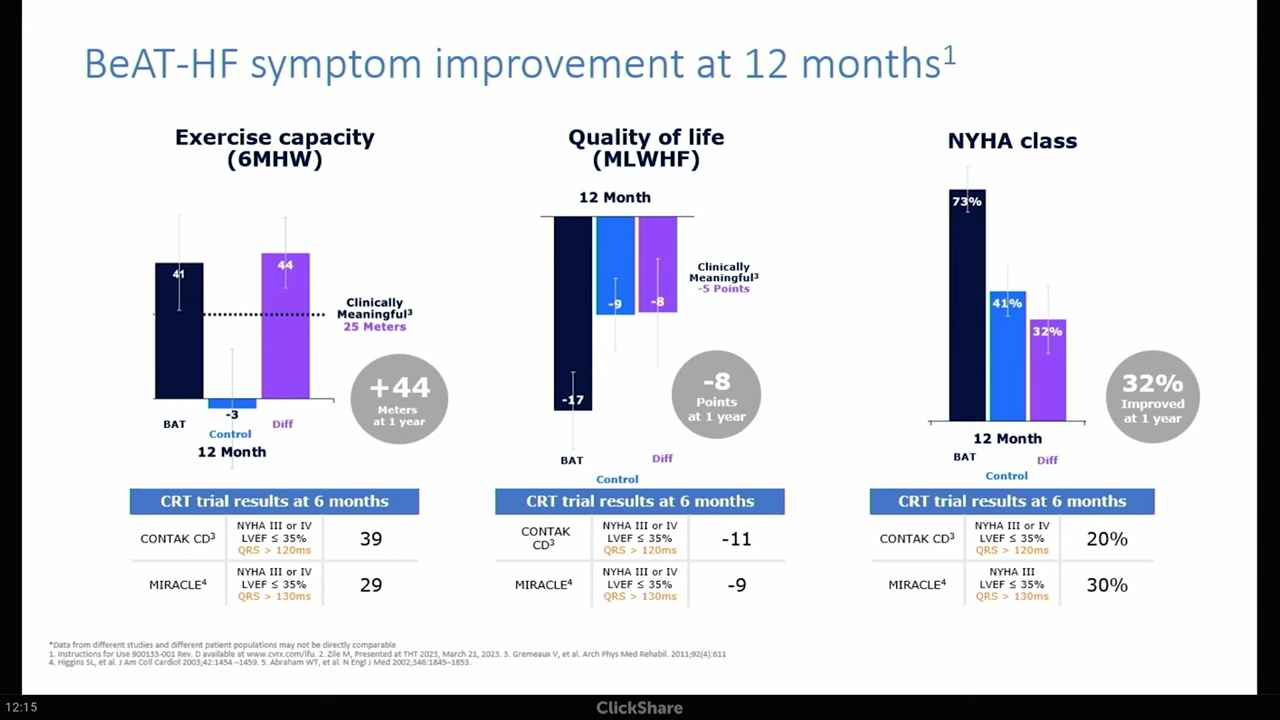 BeAT-HF symptom improvement at 12 months1
Exercise capacity
(6MHW)
41
44
-3
Clinically
Meaningful3
25 Meters
+44
Meters
at 1 year
BAT
Control
Diff
12 Month
Quality of life
(MLWHF)
12 Month
-17
-9
-8
Clinically
Meaningful3
-5 Points
-8
Points
at 1 year
BAT
Control
Diff
NYHA class
73%
41%
32%
32%
Improved
at 1 year
12 Month
BAT
Control
Diff
CRT trial results at 6 months
CONTAK CD3
NYHA III or IV
LVEF ≤ 35%
QRS > 120ms
39
MIRACLE4
NYHA III or IV
LVEF ≤ 35%
QRS > 130ms
29
CRT trial results at 6 months
CONTAK
CD3
NYHA III or IV
LVEF ≤ 35%
QRS > 120ms
-11
MIRACLE4
NYHA III or IV
LVEF ≤ 35%
QRS > 130ms
-9
CRT trial results at 6 months
CONTAK CD3
NYHA III or IV
LVEF ≤ 35%
QRS > 120ms
20%
MIRACLE4
NYHA III
LVEF ≤ 35%
QRS > 130ms
30%
*Data from different studies and different patient populations may not be directly comparable
1. Instructions for Use 900133-001 Rev. D available at www.cvrx.com/ifu. 2. Zile M, Presented at THT 2023, March 21, 2023. 3. Gremeaux V, et al. Arch Phys Med Rehabil. 2011;92(4):611
4. Higgins SL, et al. J Am Coll Cardiol 2003;42:1454 –1459. 5. Abraham WT, et al. N Engl J Med 2002;346:1845–1853.
12:15
ClickShare